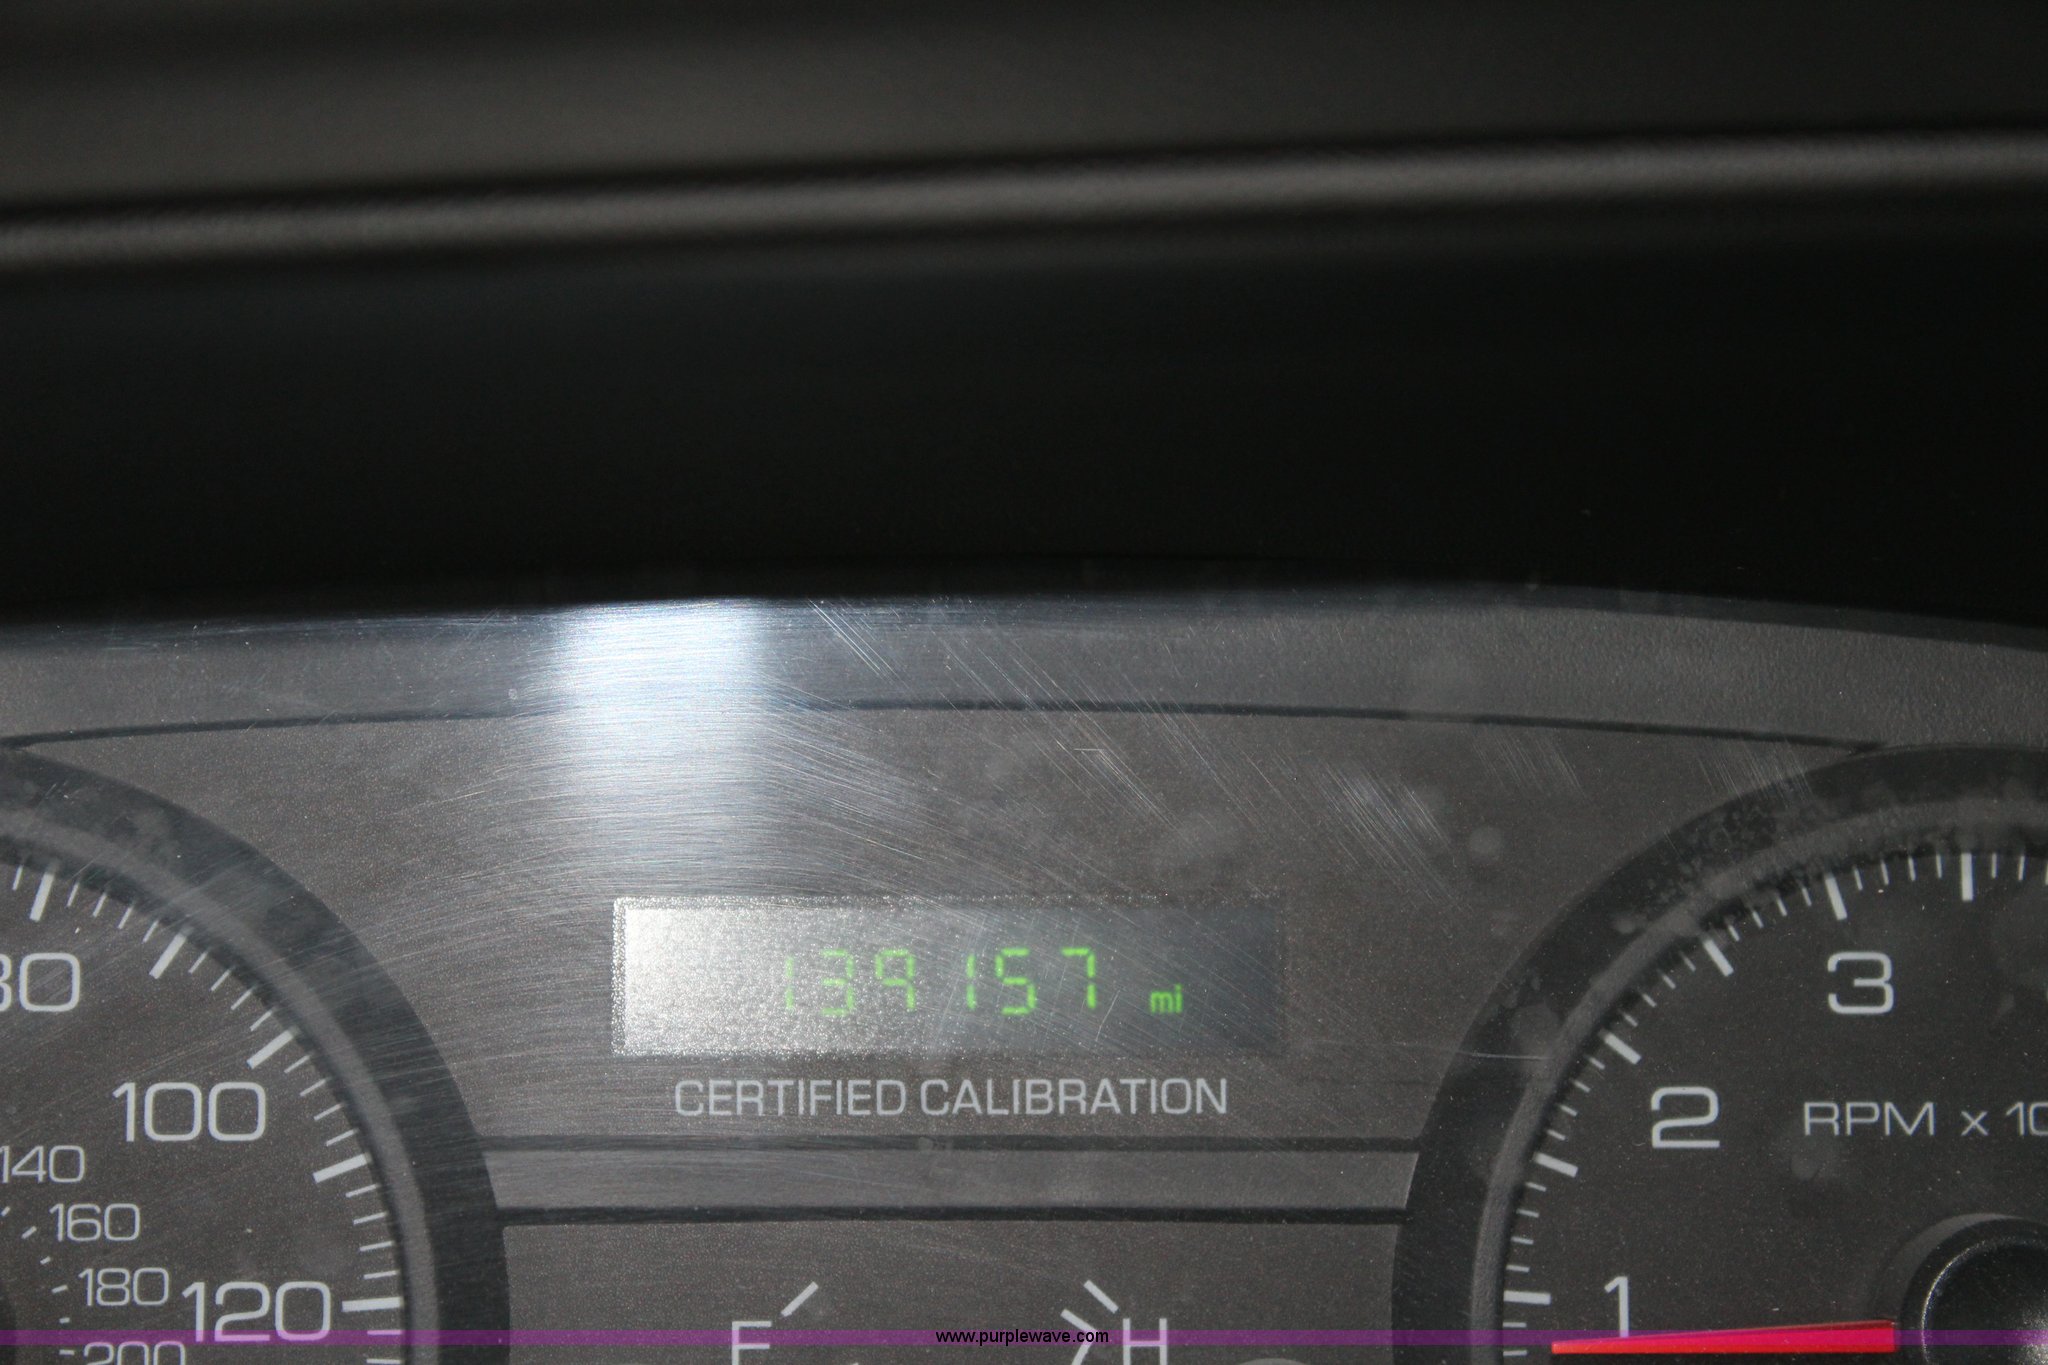 139157 mi
CERTIFIED CALIBRATION
80
100
120
140
160
180
200
F
H
3
2
1
RPM x 10
www.purplewave.com